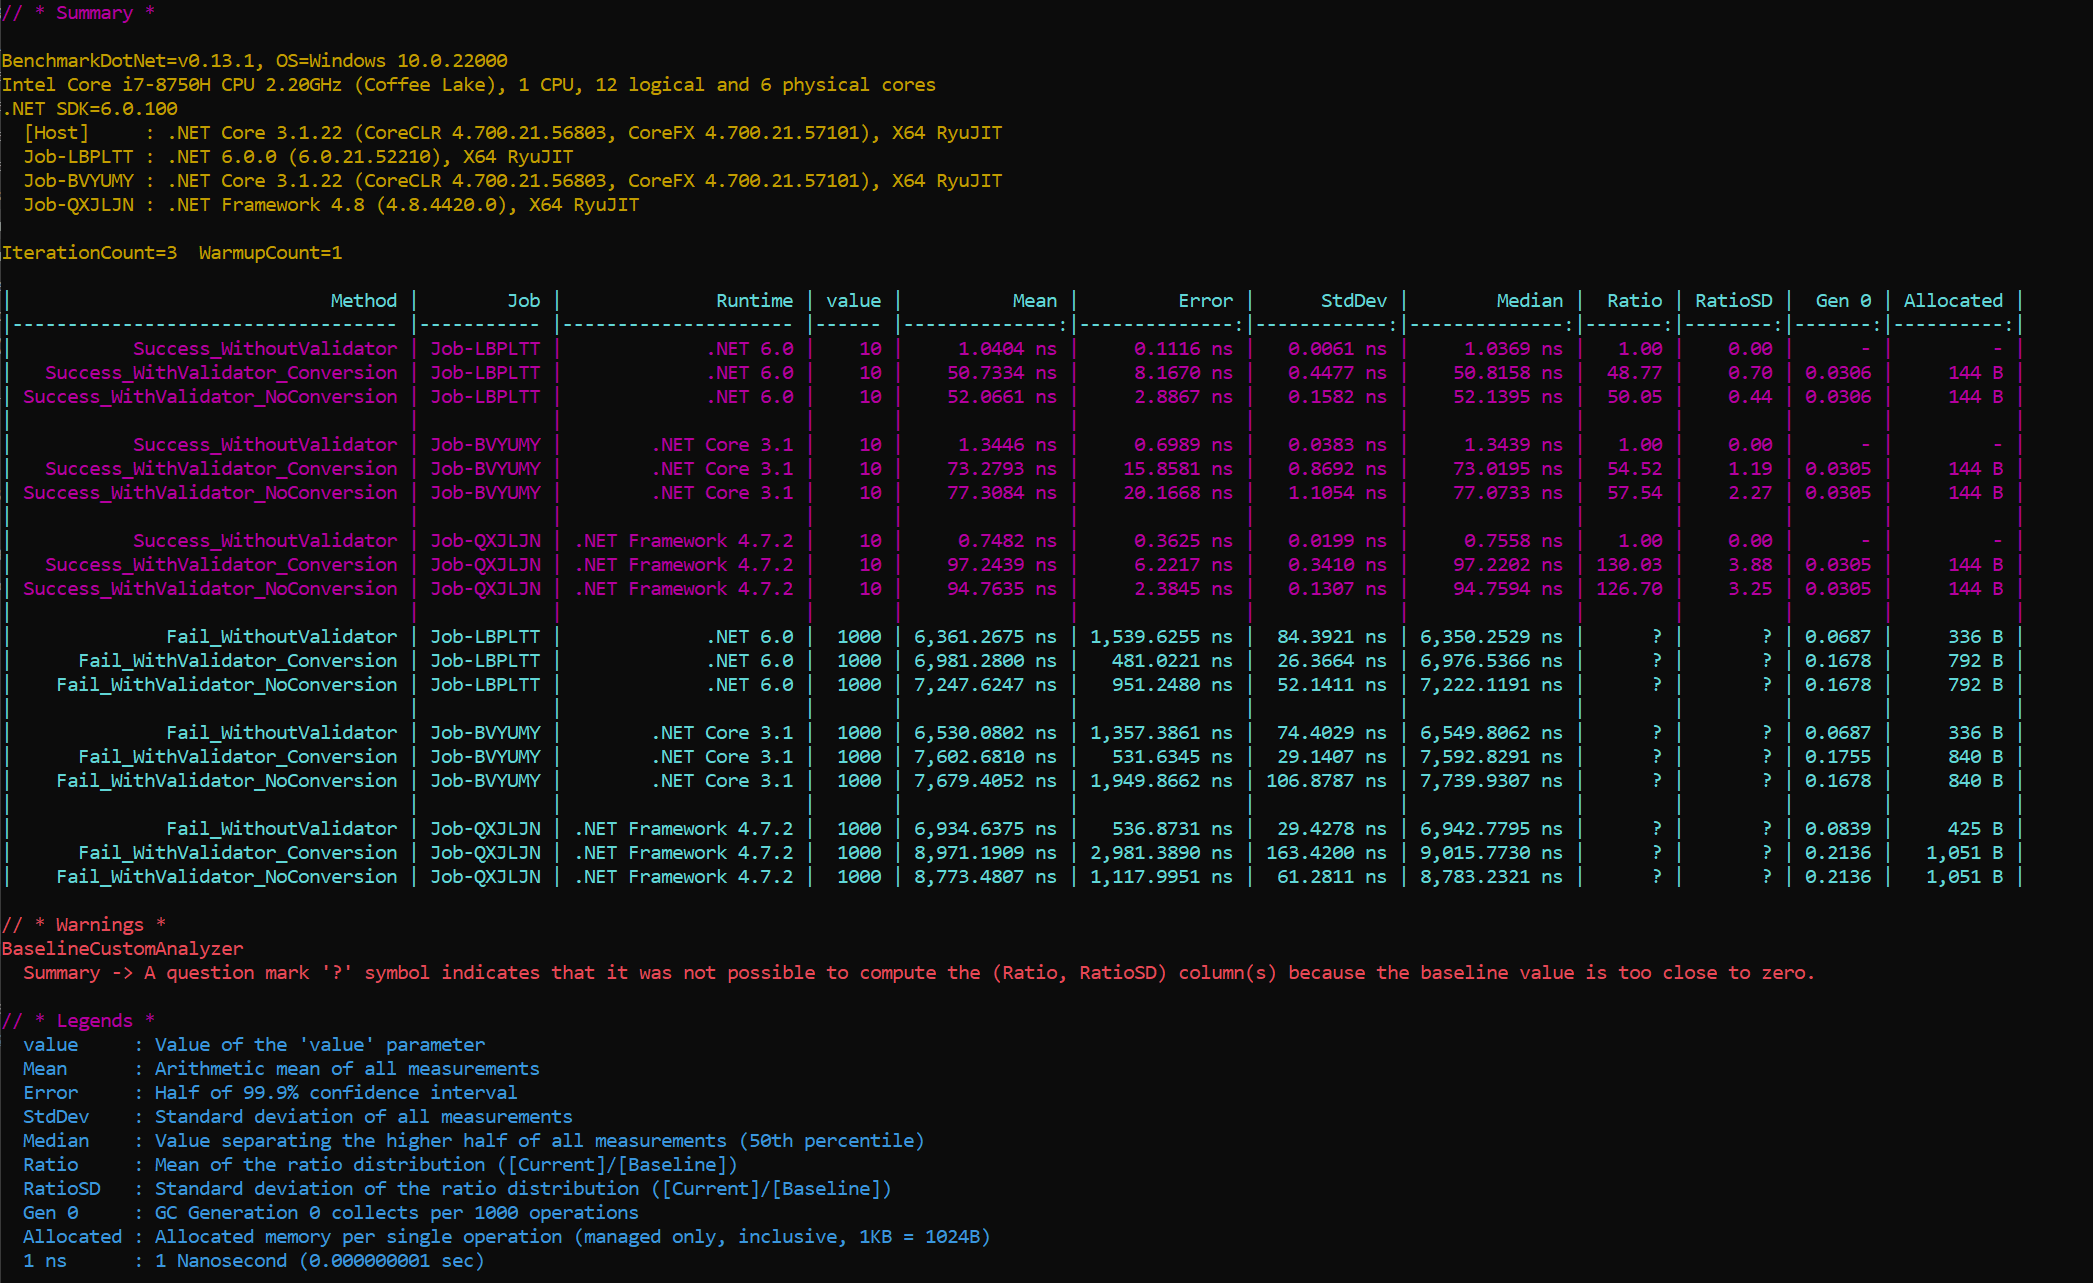 // * Summary *
BenchmarkDotNet=v0.13.1, OS=Windows 10.0.22000
Intel Core i7-8750H CPU 2.20GHz (Coffee Lake), 1 CPU, 12 logical and 6 physical cores
.NET SDK=6.0.100
  [Host]     : .NET Core 3.1.22 (CoreCLR 4.700.21.56803, CoreFX 4.700.21.57101), X64 RyuJIT
  Job-LBPLTT : .NET 6.0.0 (6.0.21.52210), X64 RyuJIT
  Job-BVYUMY : .NET Core 3.1.22 (CoreCLR 4.700.21.56803, CoreFX 4.700.21.57101), X64 RyuJIT
  Job-QXJLJN : .NET Framework 4.8 (4.8.4420.0), X64 RyuJIT
IterationCount=3  WarmupCount=1
| Method | Job | Runtime | value | Mean | Error | StdDev | Median | Ratio | RatioSD | Gen 0 | Allocated |
|----------------------------------- |----------- |--------------------- |------ |--------------:|--------------:|------------:|--------------:|-------:|--------:|-------:|----------:|
| Success_WithoutValidator | Job-LBPLTT | .NET 6.0 | 10 | 1.0404 ns | 0.1116 ns | 0.0061 ns | 1.0369 ns | 1.00 | 0.00 | - | - |
| Success_WithValidator_Conversion | Job-LBPLTT | .NET 6.0 | 10 | 50.7334 ns | 8.1670 ns | 0.4477 ns | 50.8158 ns | 48.77 | 0.70 | 0.0306 | 144 B |
| Success_WithValidator_NoConversion | Job-LBPLTT | .NET 6.0 | 10 | 52.0661 ns | 2.8867 ns | 0.1582 ns | 52.1395 ns | 50.05 | 0.44 | 0.0306 | 144 B |
| | | | | | | | | | | | |
| Success_WithoutValidator | Job-BVYUMY | .NET Core 3.1 | 10 | 1.3446 ns | 0.6989 ns | 0.0383 ns | 1.3439 ns | 1.00 | 0.00 | - | - |
| Success_WithValidator_Conversion | Job-BVYUMY | .NET Core 3.1 | 10 | 73.2793 ns | 15.8581 ns | 0.8692 ns | 73.0195 ns | 54.52 | 1.19 | 0.0305 | 144 B |
| Success_WithValidator_NoConversion | Job-BVYUMY | .NET Core 3.1 | 10 | 77.3084 ns | 20.1668 ns | 1.1054 ns | 77.0733 ns | 57.54 | 2.27 | 0.0305 | 144 B |
| | | | | | | | | | | | |
| Success_WithoutValidator | Job-QXJLJN | .NET Framework 4.7.2 | 10 | 0.7482 ns | 0.3625 ns | 0.0199 ns | 0.7558 ns | 1.00 | 0.00 | - | - |
| Success_WithValidator_Conversion | Job-QXJLJN | .NET Framework 4.7.2 | 10 | 97.2439 ns | 6.2217 ns | 0.3410 ns | 97.2202 ns | 130.03 | 3.88 | 0.0305 | 144 B |
| Success_WithValidator_NoConversion | Job-QXJLJN | .NET Framework 4.7.2 | 10 | 94.7635 ns | 2.3845 ns | 0.1307 ns | 94.7594 ns | 126.70 | 3.25 | 0.0305 | 144 B |
| | | | | | | | | | | | |
| Fail_WithoutValidator | Job-LBPLTT | .NET 6.0 | 1000 | 6,361.2675 ns | 1,539.6255 ns | 84.3921 ns | 6,350.2529 ns | ? | ? | 0.0687 | 336 B |
| Fail_WithValidator_Conversion | Job-LBPLTT | .NET 6.0 | 1000 | 6,981.2800 ns | 481.0221 ns | 26.3664 ns | 6,976.5366 ns | ? | ? | 0.1678 | 792 B |
| Fail_WithValidator_NoConversion | Job-LBPLTT | .NET 6.0 | 1000 | 7,247.6247 ns | 951.2480 ns | 52.1411 ns | 7,222.1191 ns | ? | ? | 0.1678 | 792 B |
| | | | | | | | | | | | |
| Fail_WithoutValidator | Job-BVYUMY | .NET Core 3.1 | 1000 | 6,530.0802 ns | 1,357.3861 ns | 74.4029 ns | 6,549.8062 ns | ? | ? | 0.0687 | 336 B |
| Fail_WithValidator_Conversion | Job-BVYUMY | .NET Core 3.1 | 1000 | 7,602.6810 ns | 531.6345 ns | 29.1407 ns | 7,592.8291 ns | ? | ? | 0.1755 | 840 B |
| Fail_WithValidator_NoConversion | Job-BVYUMY | .NET Core 3.1 | 1000 | 7,679.4052 ns | 1,949.8662 ns | 106.8787 ns | 7,739.9307 ns | ? | ? | 0.1678 | 840 B |
| | | | | | | | | | | | |
| Fail_WithoutValidator | Job-QXJLJN | .NET Framework 4.7.2 | 1000 | 6,934.6375 ns | 536.8731 ns | 29.4278 ns | 6,942.7795 ns | ? | ? | 0.0839 | 425 B |
| Fail_WithValidator_Conversion | Job-QXJLJN | .NET Framework 4.7.2 | 1000 | 8,971.1909 ns | 2,981.3890 ns | 163.4200 ns | 9,015.7730 ns | ? | ? | 0.2136 | 1,051 B |
| Fail_WithValidator_NoConversion | Job-QXJLJN | .NET Framework 4.7.2 | 1000 | 8,773.4807 ns | 1,117.9951 ns | 61.2811 ns | 8,783.2321 ns | ? | ? | 0.2136 | 1,051 B |
// * Warnings *
BaselineCustomAnalyzer
  Summary -> A question mark '?' symbol indicates that it was not possible to compute the (Ratio, RatioSD) column(s) because the baseline value is too close to zero.
// * Legends *
  value     : Value of the 'value' parameter
  Mean      : Arithmetic mean of all measurements
  Error     : Half of 99.9% confidence interval
  StdDev    : Standard deviation of all measurements
  Median    : Value separating the higher half of all measurements (50th percentile)
  Ratio     : Mean of the ratio distribution ([Current]/[Baseline])
  RatioSD   : Standard deviation of the ratio distribution ([Current]/[Baseline])
  Gen 0     : GC Generation 0 collects per 1000 operations
  Allocated : Allocated memory per single operation (managed only, inclusive, 1KB = 1024B)
  1 ns      : 1 Nanosecond (0.000000001 sec)